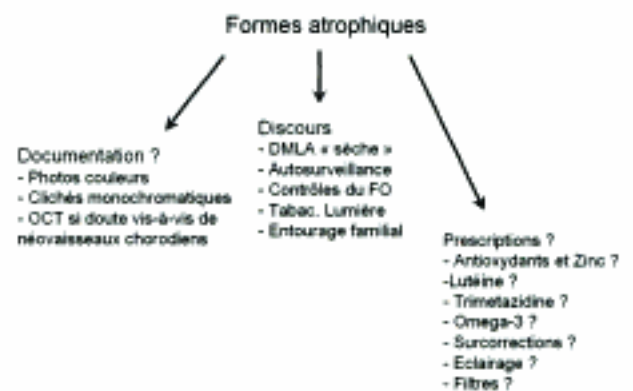 Formes atrophiques
Documentation ?
- Photos couleurs
- Clichés monochromatiques
- OCT si doute vis-à-vis de
néovaisseaux chorodiens
Discours
- DMLA « sèche »
- Autosurveillance
- Contrôles du FO
- Tabac. Lumière
- Entourage familial
Prescriptions ?
- Antioxydants et Zinc ?
-Lutéine ?
- Trimetazidine ?
- Omega-3 ?
- Surcorrections ?
- Eclairage ?
- Filtres ?